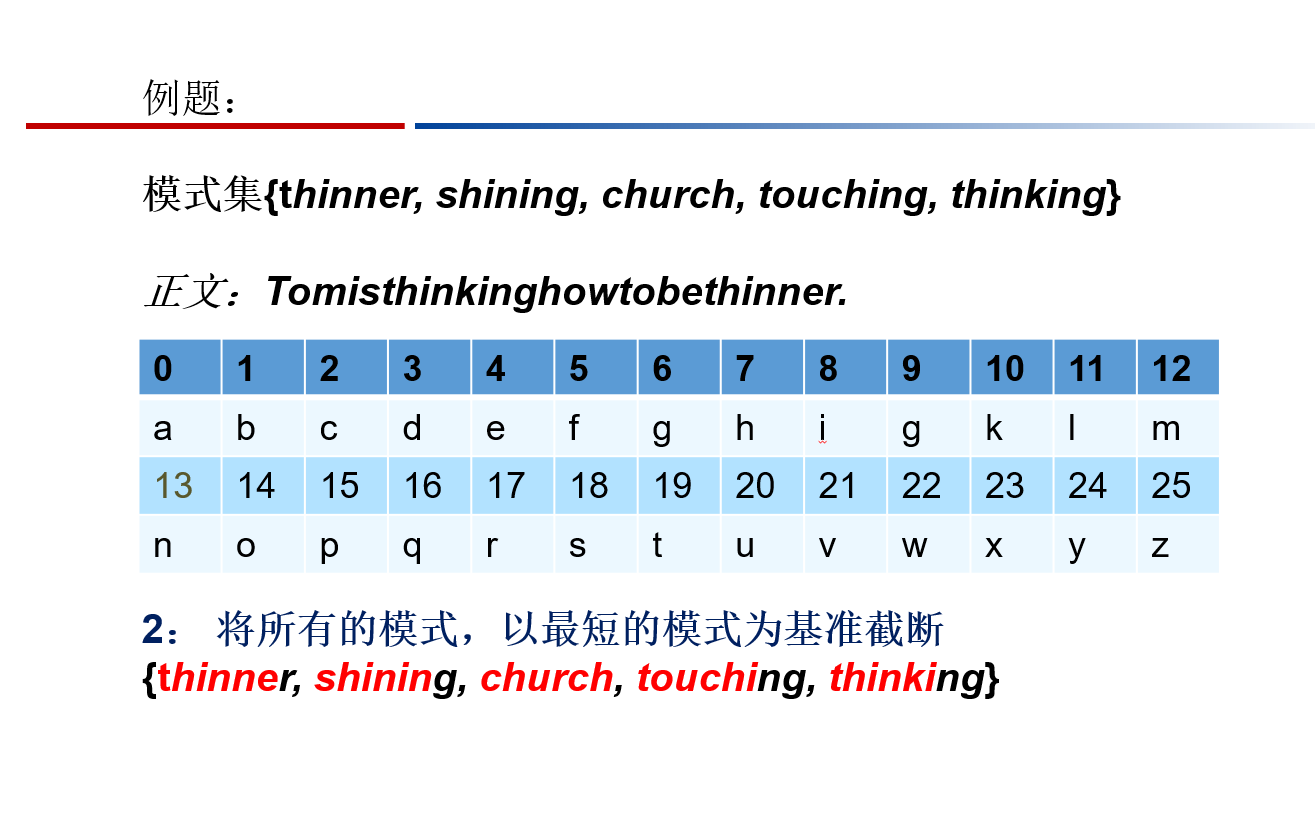 例题：
模式集{thinner, shining, church, touching, thinking}
正文：Tomisthinkinghowtobethinner.
0 1 2 3 4 5 6 7 8 9 10 11 12
a b c d e f g h i g k l m
13 14 15 16 17 18 19 20 21 22 23 24 25
n o p q r s t u v w x y z
2： 将所有的模式，以最短的模式为基准截断
{thinner, shining, church, touching, thinking}